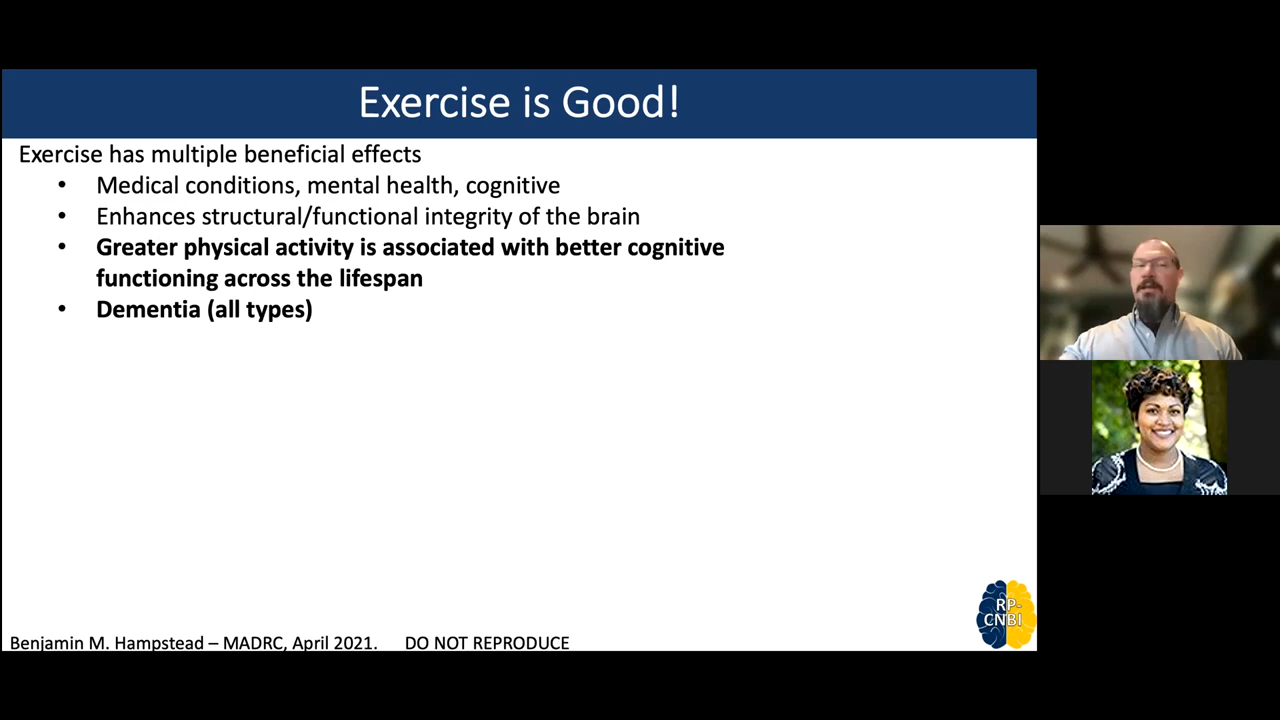 Exercise is Good!
Exercise has multiple beneficial effects
• Medical conditions, mental health, cognitive
• Enhances structural/functional integrity of the brain
• Greater physical activity is associated with better cognitive
functioning across the lifespan
• Dementia (all types)
RP-
CNBI
Benjamin M. Hampstead – MADRC, April 2021. DO NOT REPRODUCE